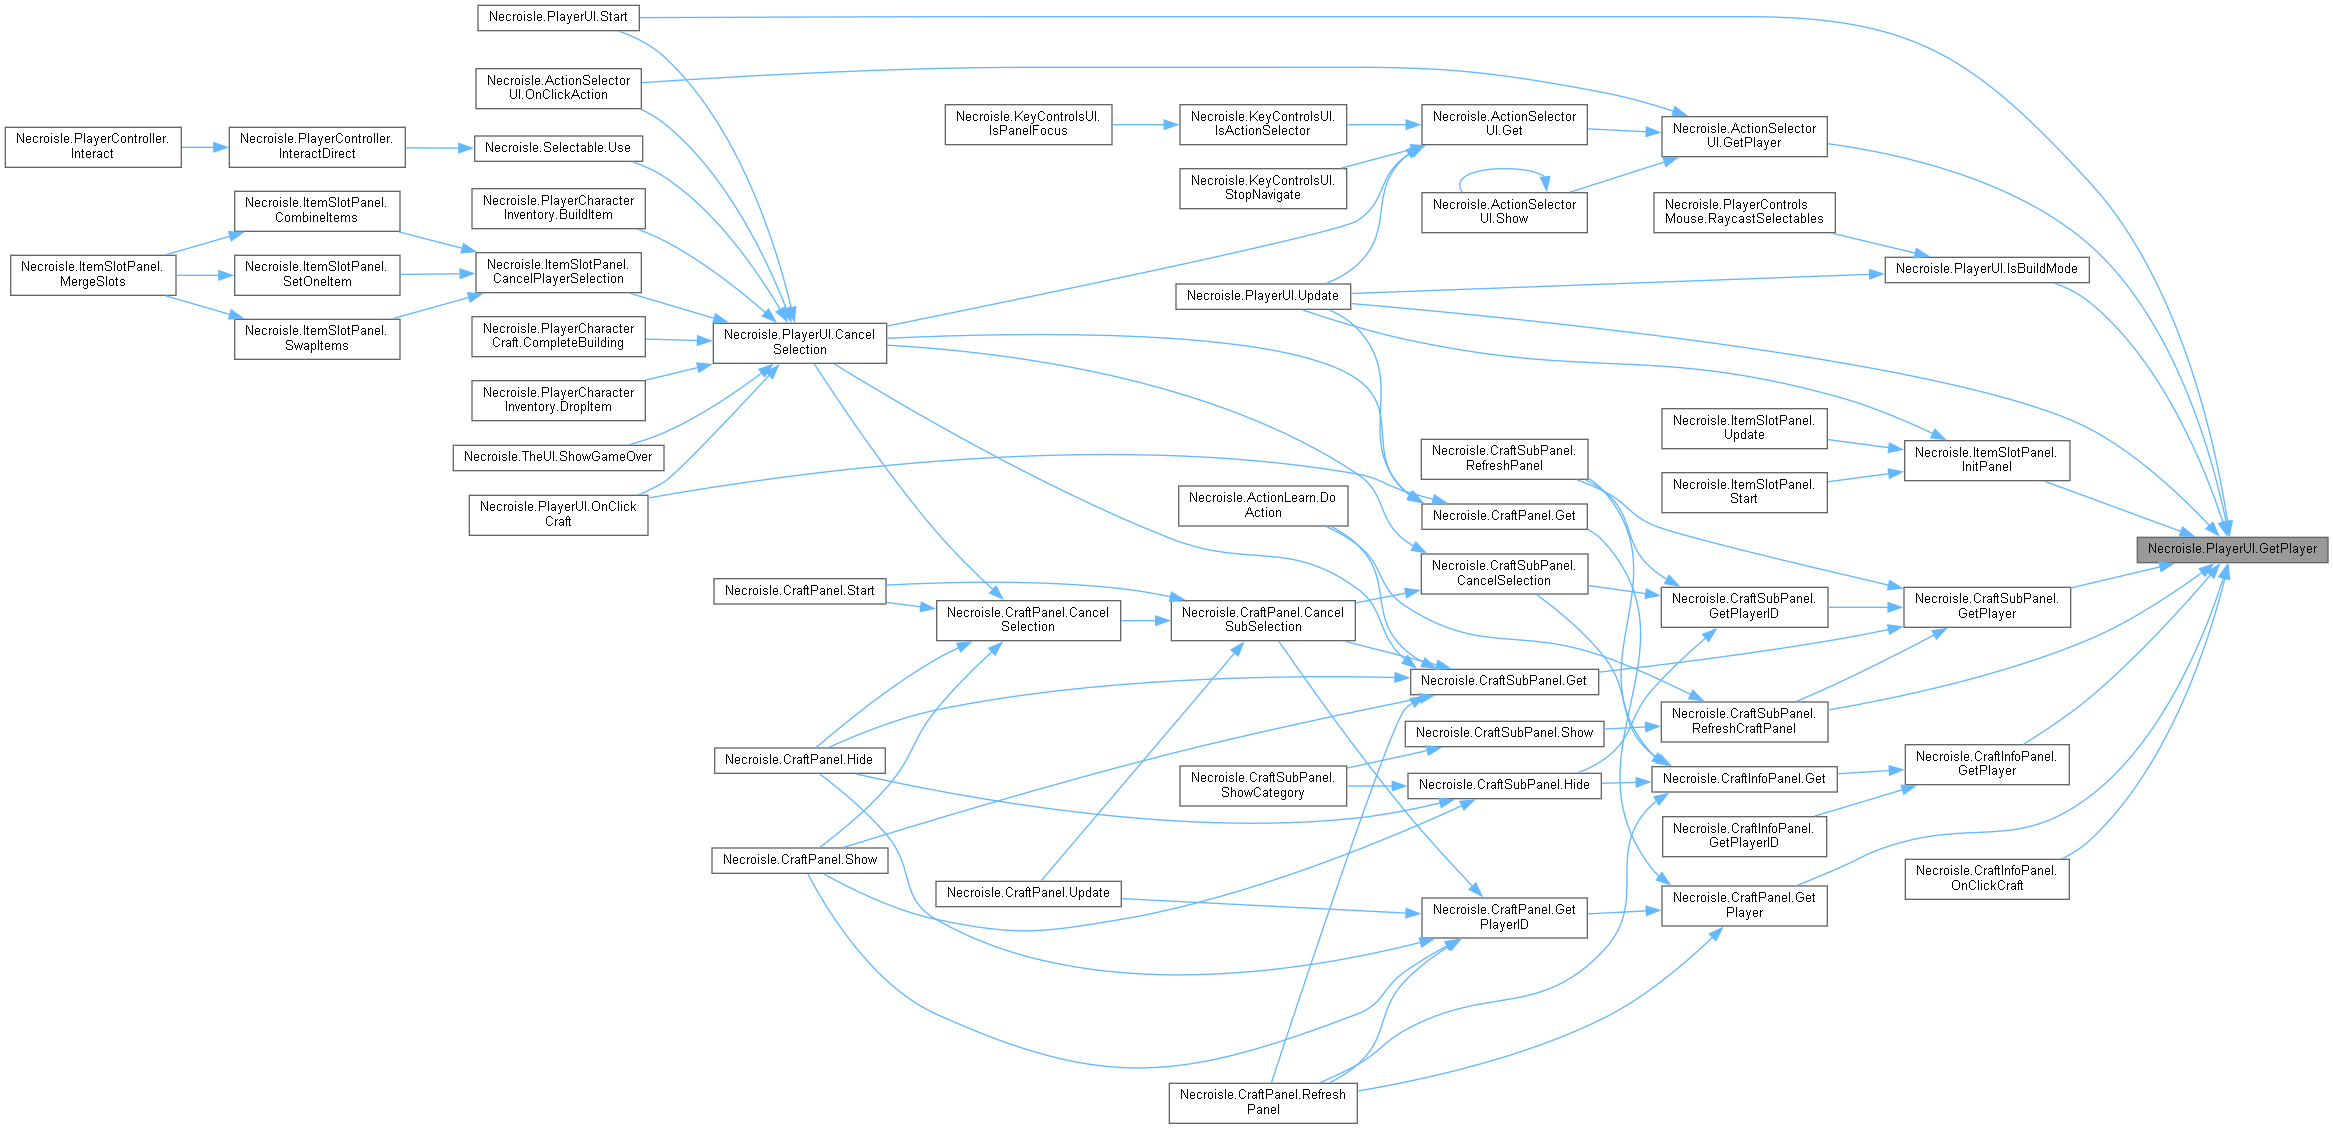 Necroisle.PlayerUI.Start
Necroisle.ActionSelector
UI.OnClickAction
Necroisle.PlayerController.
Interact
Necroisle.PlayerController.
InteractDirect
Necroisle.Selectable.Use
Necroisle.KeyControlsUI.
IsPanelFocus
Necroisle.KeyControlsUI.
IsActionSelector
Necroisle.ActionSelector
UI.Get
Necroisle.ActionSelector
UI.GetPlayer
Necroisle.KeyControlsUI.
StopNavigate
Necroisle.ActionSelector
UI.Show
Necroisle.PlayerControls
Mouse.RaycastSelectables
Necroisle.ItemSlotPanel.
CombineItems
Necroisle.PlayerCharacter
Inventory.BuildItem
Necroisle.ItemSlotPanel.
MergeSlots
Necroisle.ItemSlotPanel.
SetOneItem
Necroisle.ItemSlotPanel.
CancelPlayerSelection
Necroisle.PlayerUI.IsBuildMode
Necroisle.PlayerUI.Update
Necroisle.ItemSlotPanel.
SwapItems
Necroisle.PlayerCharacter
Craft.CompleteBuilding
Necroisle.PlayerUI.Cancel
Selection
Necroisle.PlayerCharacter
Inventory.DropItem
Necroisle.TheUI.ShowGameOver
Necroisle.PlayerUI.OnClick
Craft
Necroisle.ItemSlotPanel.
Update
Necroisle.ItemSlotPanel.
InitPanel
Necroisle.ItemSlotPanel.
Start
Necroisle.CraftSubPanel.
RefreshPanel
Necroisle.ActionLearn.Do
Action
Necroisle.CraftPanel.Get
Necroisle.PlayerUI.GetPlayer
Necroisle.CraftSubPanel.
CancelSelection
Necroisle.CraftPanel.Start
Necroisle.CraftPanel.Cancel
Selection
Necroisle.CraftPanel.Cancel
SubSelection
Necroisle.CraftSubPanel.
GetPlayerID
Necroisle.CraftSubPanel.
GetPlayer
Necroisle.CraftSubPanel.Get
Necroisle.CraftSubPanel.
RefreshCraftPanel
Necroisle.CraftSubPanel.Show
Necroisle.CraftPanel.Hide
Necroisle.CraftSubPanel.
ShowCategory
Necroisle.CraftSubPanel.Hide
Necroisle.CraftInfoPanel.Get
Necroisle.CraftInfoPanel.
GetPlayer
Necroisle.CraftInfoPanel.
GetPlayerID
Necroisle.CraftPanel.Show
Necroisle.CraftInfoPanel.
OnClickCraft
Necroisle.CraftPanel.Update
Necroisle.CraftPanel.Get
PlayerID
Necroisle.CraftPanel.Get
Player
Necroisle.CraftPanel.Refresh
Panel